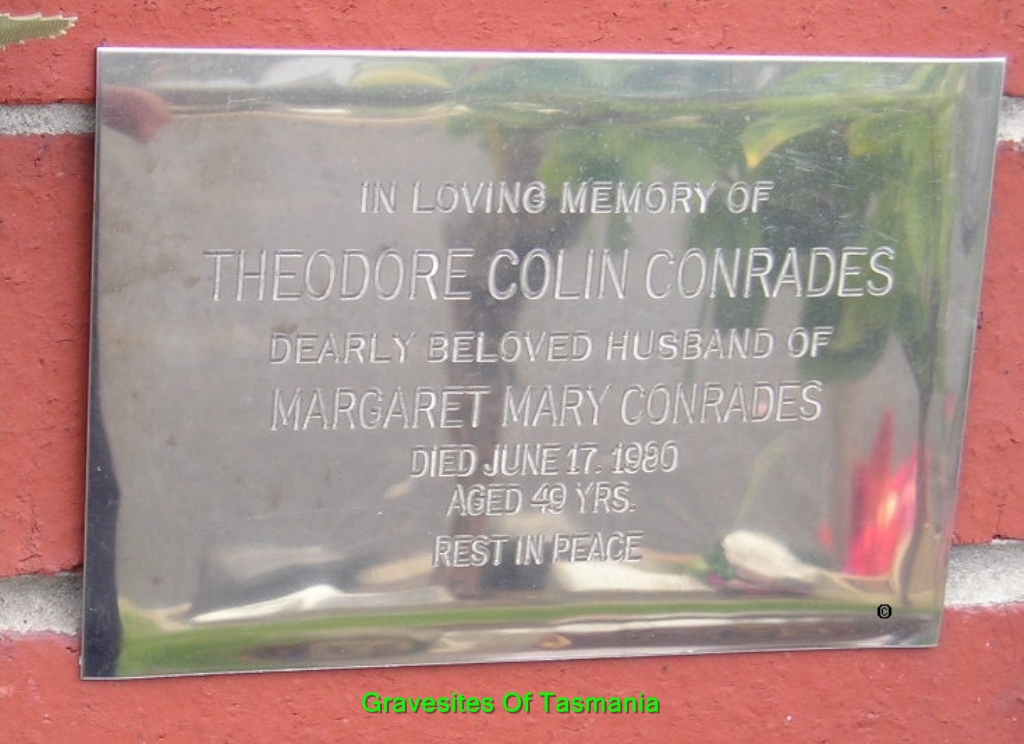 IN LOVING MEMORY OF
THEODORE COLIN CONRADES
DEARLY BELOVED HUSBAND OF
MARGARET MARY CONRADES
DIED JUNE 17. 1980
AGED 49 YRS.
REST IN PEACE
©
Gravesites Of Tasmania